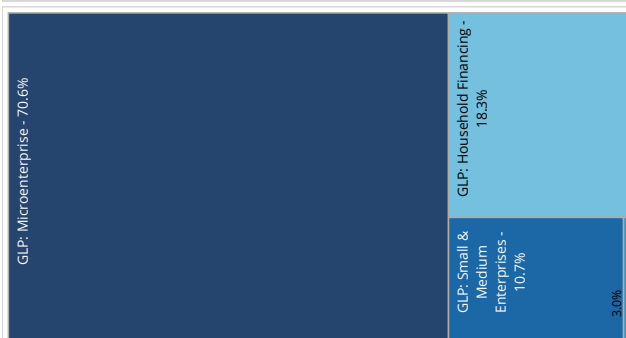 GLP: Microenterprise - 70.6%
GLP: Household Financing -
18.3%
GLP: Small &
Medium
Enterprises -
10.7%
3.0%